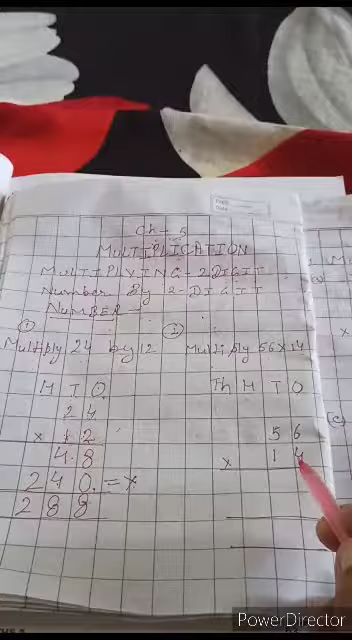 Page
Date
Ch - 5
MULTIPLICATION
MULTIPLYING - 2 DIGIT
Number By 2 - DIGIT
NUMBER -
① Multiply 24 by 12
H T O
2 4
× 1 2
4 8
2 4 0 = ×
2 8 8
② Multiply 56 × 14
Th H T O
5 6
× 1 4
(c)
PowerDirector